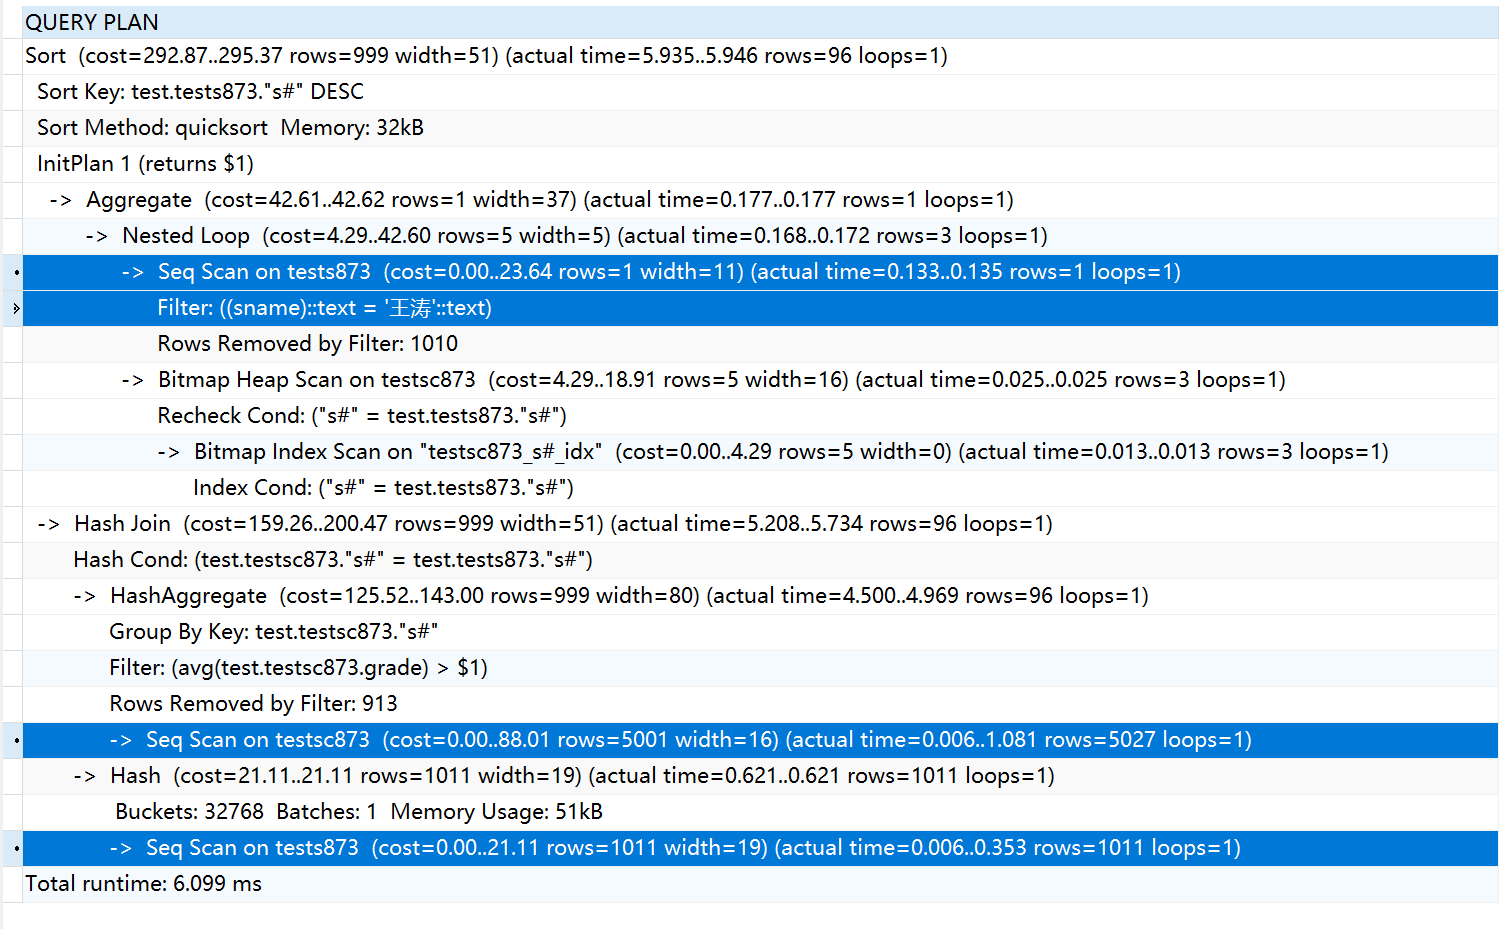 QUERY PLAN
Sort  (cost=292.87..295.37 rows=999 width=51) (actual time=5.935..5.946 rows=96 loops=1)
Sort Key: test.tests873."s#" DESC
Sort Method: quicksort  Memory: 32kB
InitPlan 1 (returns $1)
->  Aggregate  (cost=42.61..42.62 rows=1 width=37) (actual time=0.177..0.177 rows=1 loops=1)
->  Nested Loop  (cost=4.29..42.60 rows=5 width=5) (actual time=0.168..0.172 rows=3 loops=1)
->  Seq Scan on tests873  (cost=0.00..23.64 rows=1 width=11) (actual time=0.133..0.135 rows=1 loops=1)
Filter: ((sname)::text = '王涛'::text)
Rows Removed by Filter: 1010
->  Bitmap Heap Scan on testsc873  (cost=4.29..18.91 rows=5 width=16) (actual time=0.025..0.025 rows=3 loops=1)
Recheck Cond: ("s#" = test.tests873."s#")
->  Bitmap Index Scan on "testsc873_s#_idx"  (cost=0.00..4.29 rows=5 width=0) (actual time=0.013..0.013 rows=3 loops=1)
Index Cond: ("s#" = test.tests873."s#")
->  Hash Join  (cost=159.26..200.47 rows=999 width=51) (actual time=5.208..5.734 rows=96 loops=1)
Hash Cond: (test.testsc873."s#" = test.tests873."s#")
->  HashAggregate  (cost=125.52..143.00 rows=999 width=80) (actual time=4.500..4.969 rows=96 loops=1)
Group By Key: test.testsc873."s#"
Filter: (avg(test.testsc873.grade) > $1)
Rows Removed by Filter: 913
->  Seq Scan on testsc873  (cost=0.00..88.01 rows=5001 width=16) (actual time=0.006..1.081 rows=5027 loops=1)
->  Hash  (cost=21.11..21.11 rows=1011 width=19) (actual time=0.621..0.621 rows=1011 loops=1)
Buckets: 32768  Batches: 1  Memory Usage: 51kB
->  Seq Scan on tests873  (cost=0.00..21.11 rows=1011 width=19) (actual time=0.006..0.353 rows=1011 loops=1)
Total runtime: 6.099 ms